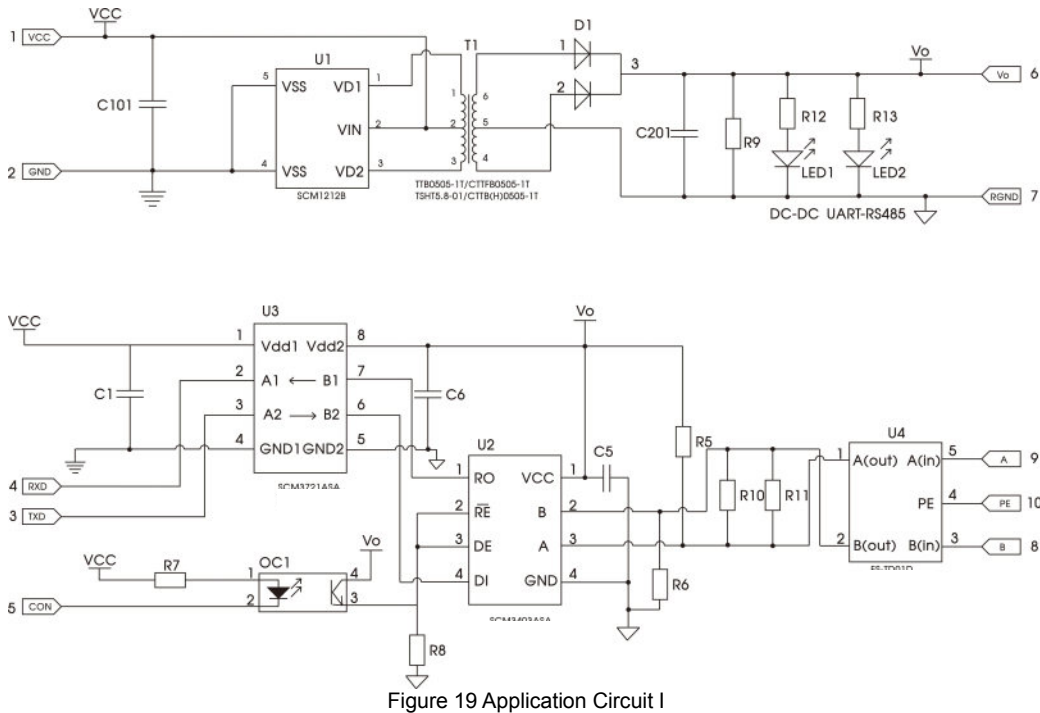 VCC
1 VCC
C101
2 GND
U1
5 VSS VD1 1
VIN 2
4 VSS VD2 3
SCM1212B
T1
1 6
2 5
3 4
TTB0505-1T/CTTFB0505-1T
TSHT5.8-01/CTTB(H)0505-1T
D1
1
2
3
C201
R9
R12
R13
LED1
LED2
Vo
Vo 6
RGND 7
DC-DC UART-RS485
VCC
C1
U3
1 Vdd1 Vdd2 8
2 A1 ← B1 7
3 A2 → B2 6
4 GND1 GND2 5
SCM3721ASA
C6
4 RXD
3 TXD
VCC
R7
5 CON
OC1
1 4
2 3
Vo
R8
U2
1 RO VCC 1
2 RE B 2
3 DE A 3
4 DI GND 4
SCM3403ASA
Vo
C5
R5
R6
R10
R11
U4
1 A(out) A(in) 5
PE 4
2 B(out) B(in) 3
A 9
PE 10
B 8
Figure 19 Application Circuit I